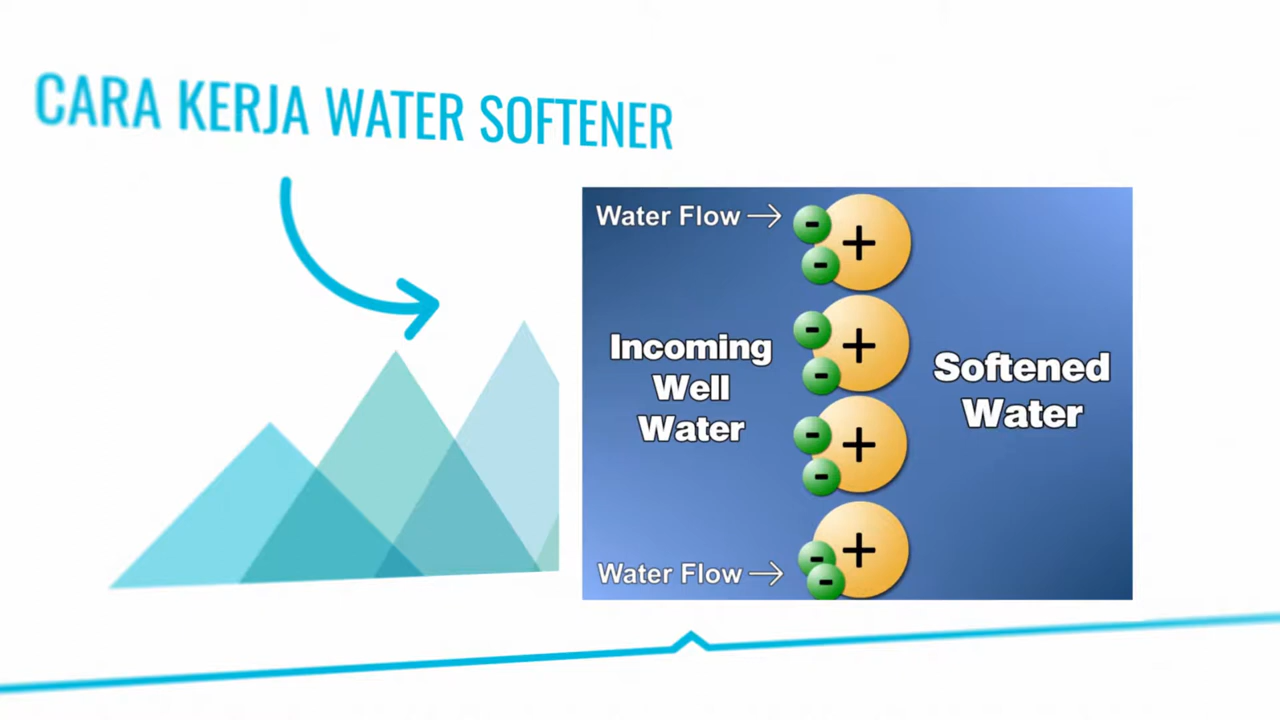 CARA KERJA WATER SOFTENER
Water Flow →
- +
-
- +
-
Incoming
Well
Water
Softened
Water
- +
-
- +
-
Water Flow →